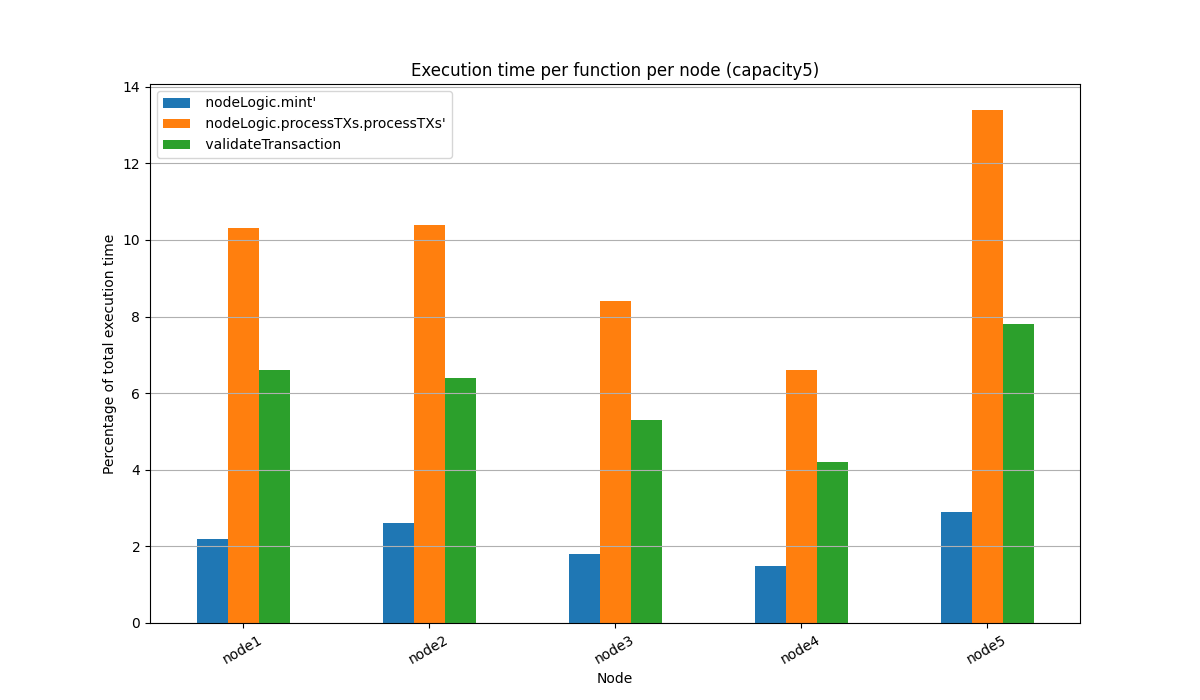 Execution time per function per node (capacity5)
nodeLogic.mint'
nodeLogic.processTXs.processTXs'
validateTransaction
Percentage of total execution time
14
12
10
8
6
4
2
0
node1
node2
node3
node4
node5
Node